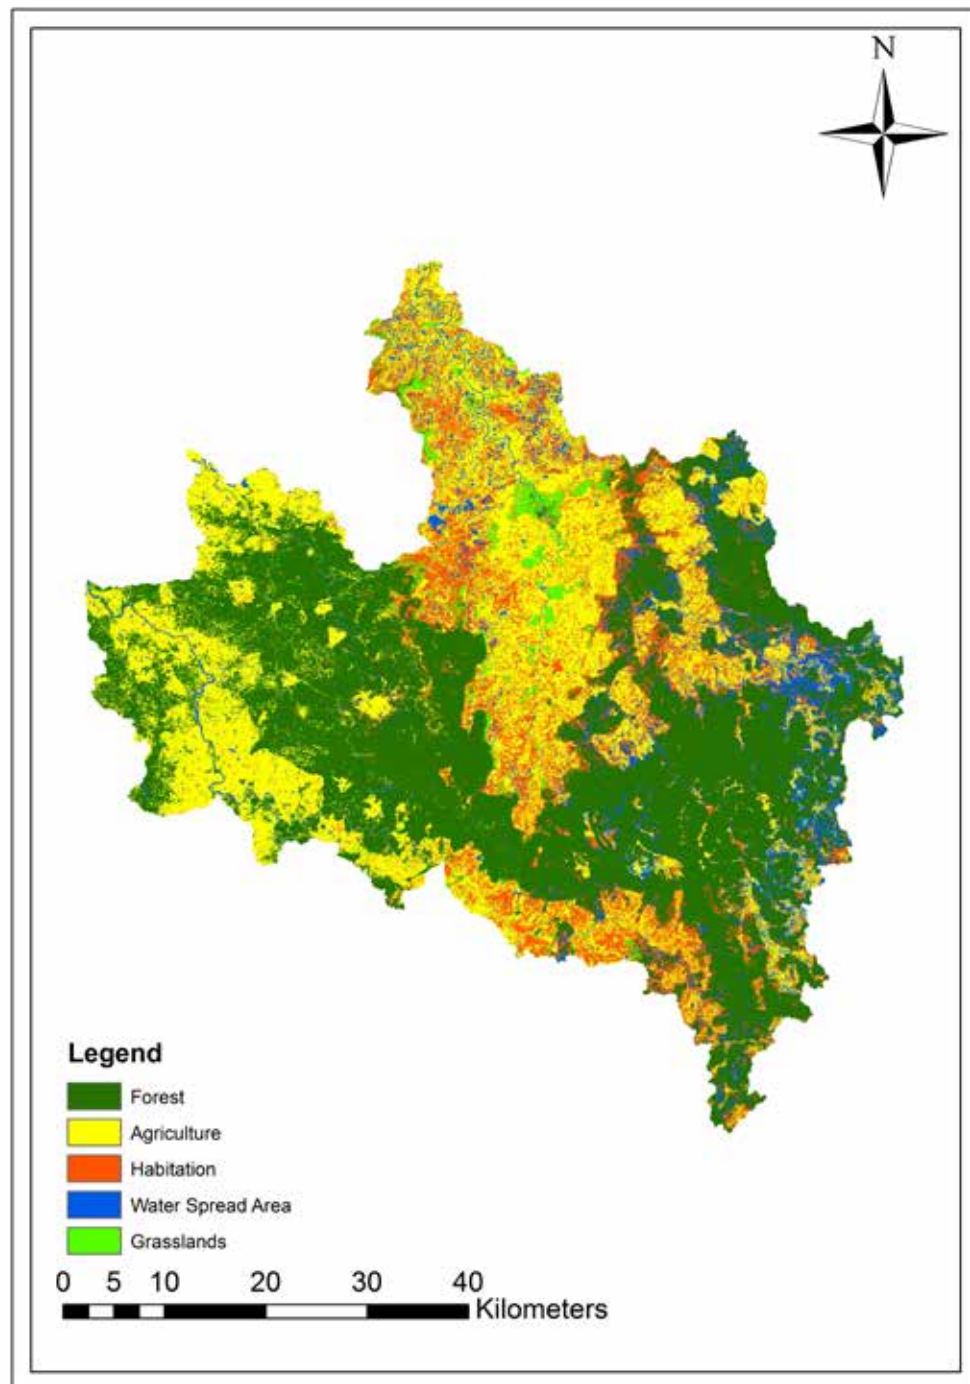 N
Legend
Forest
Agriculture
Habitation
Water Spread Area
Grasslands
0 5 10 20 30 40
Kilometers